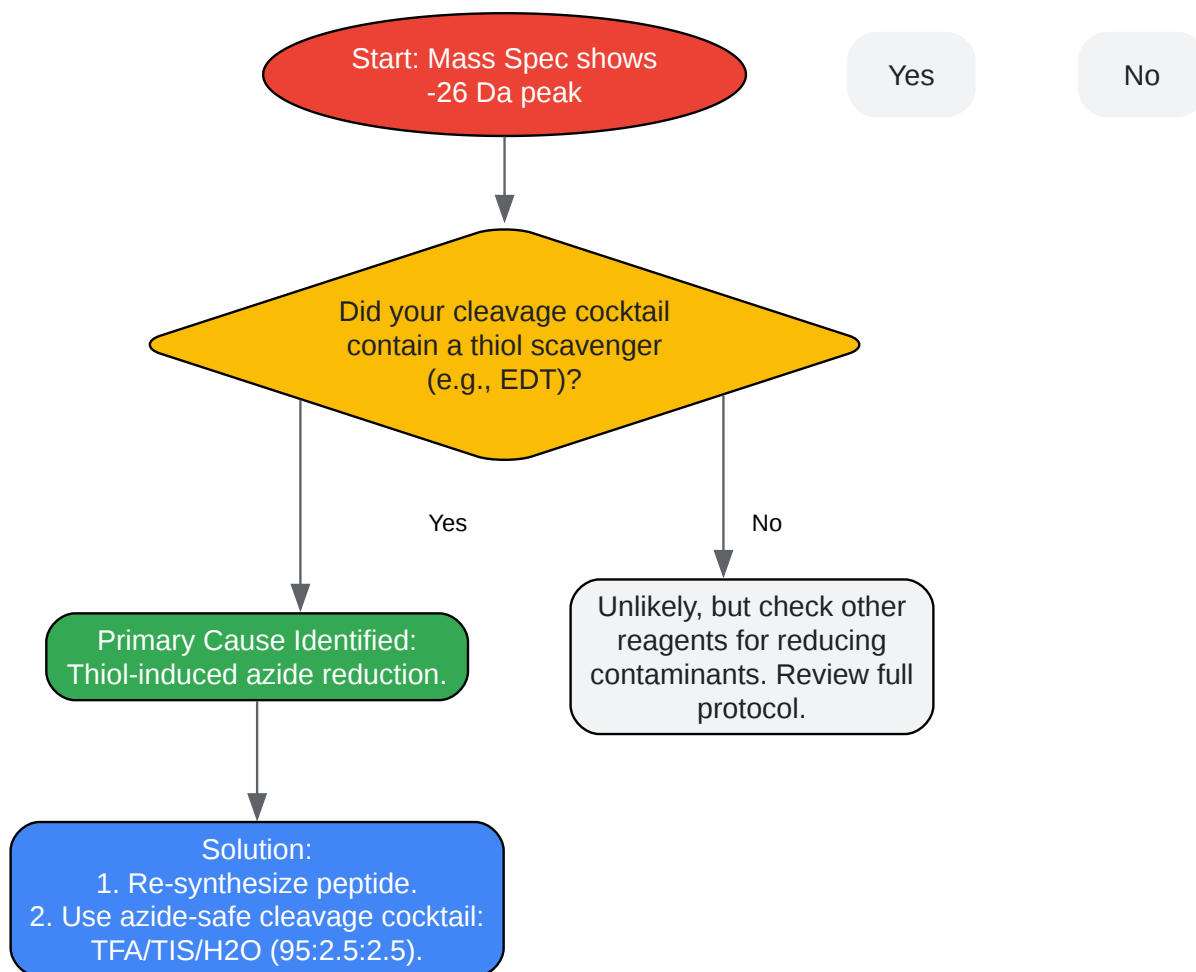 Start: Mass Spec shows
-26 Da peak
Yes
No
Did your cleavage cocktail
contain a thiol scavenger
(e.g., EDT)?
Yes
No
Primary Cause Identified:
Thiol-induced azide reduction.
Unlikely, but check other
reagents for reducing
contaminants. Review full
protocol.
Solution:
1. Re-synthesize peptide.
2. Use azide-safe cleavage cocktail:
TFA/TIS/H2O (95:2.5:2.5).